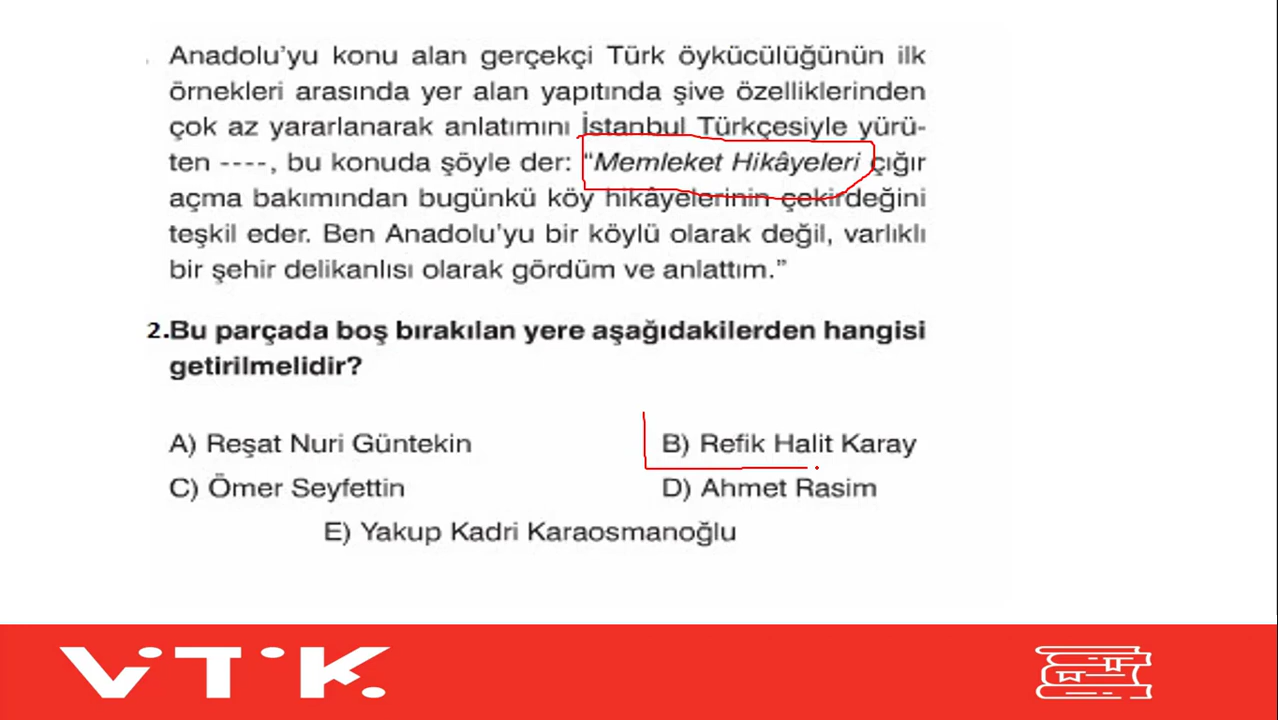 Anadolu'yu konu alan gerçekçi Türk öykücülüğünün ilk
örnekleri arasında yer alan yapıtında şive özelliklerinden
çok az yararlanarak anlatımını İstanbul Türkçesiyle yürü-
ten ----, bu konuda şöyle der: "Memleket Hikâyeleri çığır
açma bakımından bugünkü köy hikâyelerinin çekirdeğini
teşkil eder. Ben Anadolu'yu bir köylü olarak değil, varlıklı
bir şehir delikanlısı olarak gördüm ve anlattım."
2.Bu parçada boş bırakılan yere aşağıdakilerden hangisi
getirilmelidir?
A) Reşat Nuri Güntekin
B) Refik Halit Karay
C) Ömer Seyfettin
D) Ahmet Rasim
E) Yakup Kadri Karaosmanoğlu
VİTİK.